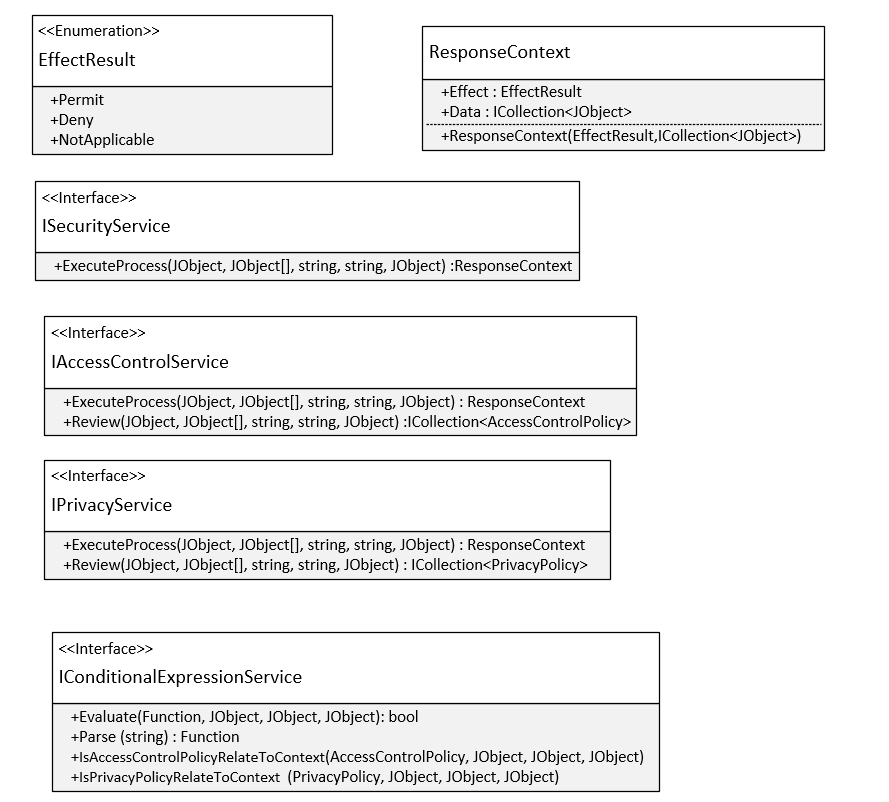 <<Enumeration>>
EffectResult
+Permit
+Deny
+NotApplicable
ResponseContext
+Effect : EffectResult
+Data : ICollection<JObject>
+ResponseContext(EffectResult,ICollection<JObject>)
<<Interface>>
ISecurityService
+ExecuteProcess(JObject, JObject[], string, string, JObject) :ResponseContext
<<Interface>>
IAccessControlService
+ExecuteProcess(JObject, JObject[], string, string, JObject) : ResponseContext
+Review(JObject, JObject[], string, string, JObject) :ICollection<AccessControlPolicy>
<<Interface>>
IPrivacyService
+ExecuteProcess(JObject, JObject[], string, string, JObject) : ResponseContext
+Review(JObject, JObject[], string, string, JObject) : ICollection<PrivacyPolicy>
<<Interface>>
IConditionalExpressionService
+Evaluate(Function, JObject, JObject, JObject): bool
+Parse (string) : Function
+IsAccessControlPolicyRelateToContext(AccessControlPolicy, JObject, JObject, JObject)
+IsPrivacyPolicyRelateToContext (PrivacyPolicy, JObject, JObject, JObject)